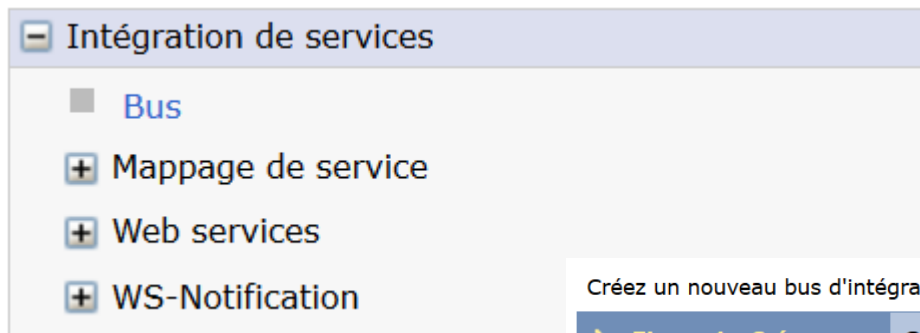 Intégration de services
Bus
Mappage de service
Web services
WS-Notification
Créez un nouveau bus d'intégra